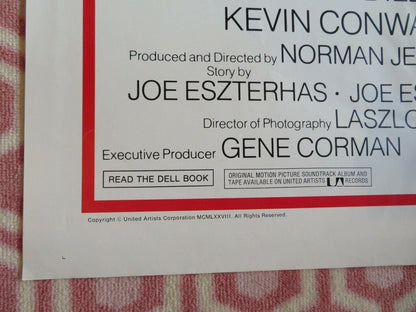 KEVIN CONWA
Produced and Directed by NORMAN JE
Story by
JOE ESZTERHAS · JOE ES
Director of Photography LASZLO
Executive Producer GENE CORMAN
READ THE DELL BOOK
ORIGINAL MOTION PICTURE SOUNDTRACK ALBUM AND
TAPE AVAILABLE ON UNITED ARTISTS UA RECORDS
Copyright © United Artists Corporation MCMLXXVIII. All Rights Reserved.